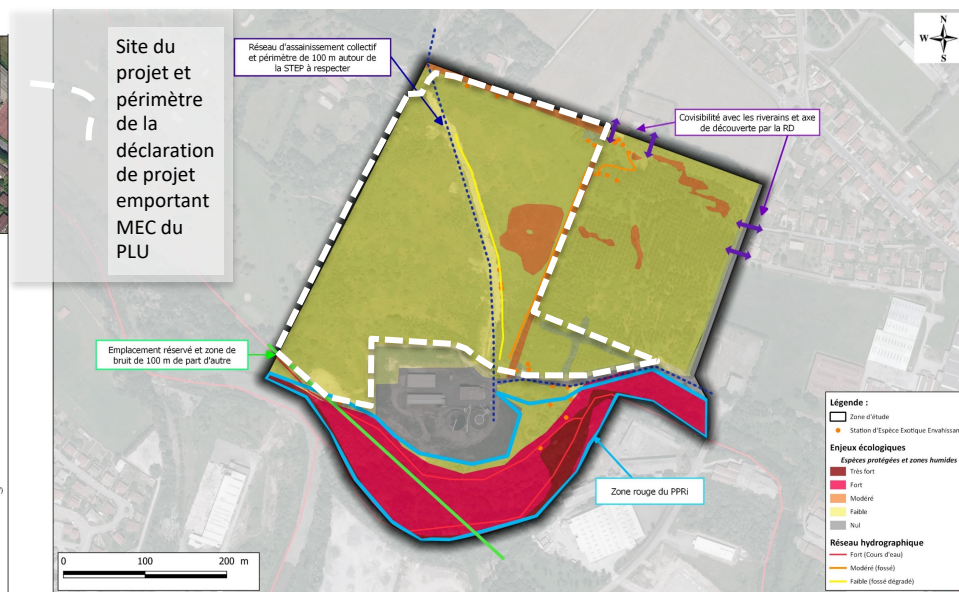 Site du
projet et
périmètre
de la
déclaration
de projet
emportant
MEC du
PLU
Réseau d'assainissement collectif
et périmètre de 100 m autour de
la STEP à respecter
N
W E
S
Covisibilité avec les riverains et axe
de découverte par la RD
Emplacement réservé et zone de
bruit de 100 m de part d'autre
Zone rouge du PPRi
Légende :
Zone d'étude
Station d'Espèce Exotique Envahissan
Enjeux écologiques
Espèces protégées et zones humides
Très fort
Fort
Modéré
Faible
Nul
Réseau hydrographique
Fort (Cours d'eau)
Modéré (fossé)
Faible (fossé dégradé)
0 100 200 m